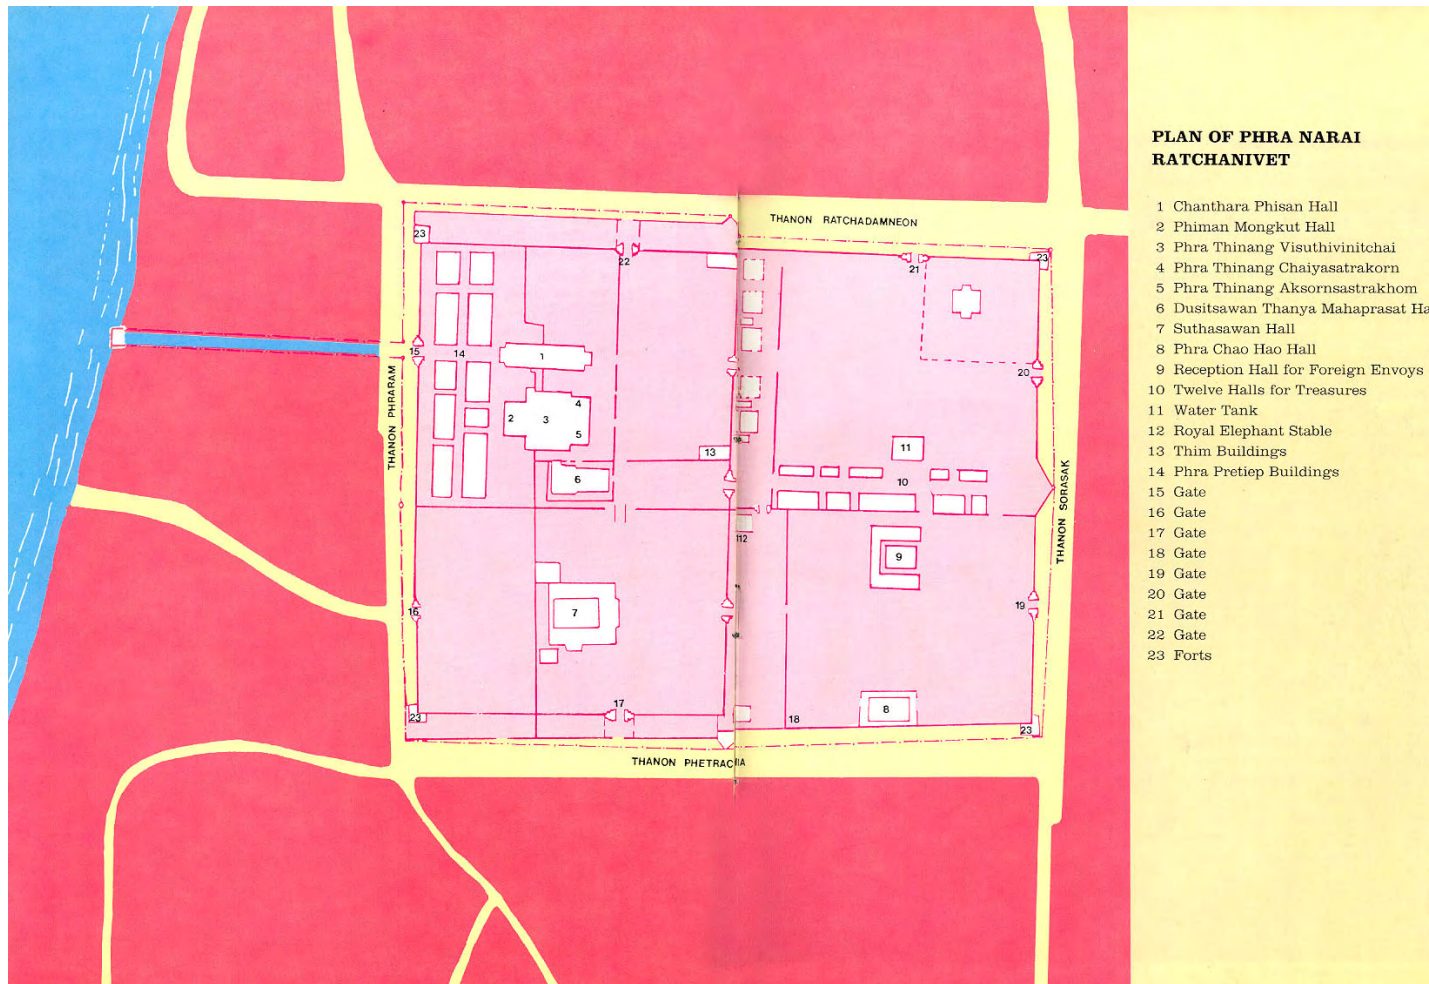 PLAN OF PHRA NARAI
RATCHANIVET
1 Chanthara Phisan Hall
2 Phiman Mongkut Hall
3 Phra Thinang Visuthivinitchai
4 Phra Thinang Chaiyasatrakorn
5 Phra Thinang Aksornsastrakhom
6 Dusitsawan Thanya Mahaprasat Ha
7 Suthasawan Hall
8 Phra Chao Hao Hall
9 Reception Hall for Foreign Envoys
10 Twelve Halls for Treasures
11 Water Tank
12 Royal Elephant Stable
13 Thim Buildings
14 Phra Pretiep Buildings
15 Gate
16 Gate
17 Gate
18 Gate
19 Gate
20 Gate
21 Gate
22 Gate
23 Forts
THANON RATCHADAMNEON
23
22
21
23
15
14
1
20
THANON PHRARAM
2
3
4
5
13
11
6
10
THANON SORASAK
12
9
16
7
19
17
8
23
18
23
THANON PHETRACHA